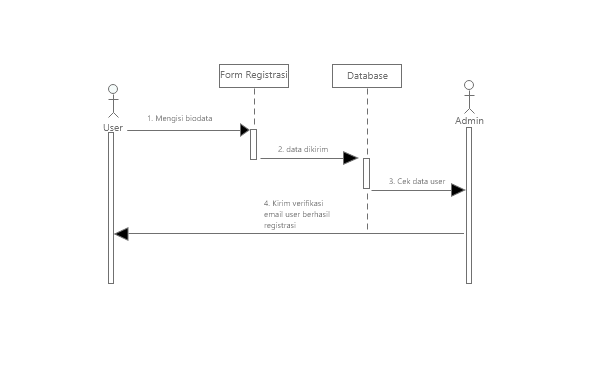 Form Registrasi
Database
User
Admin
1. Mengisi biodata
2. data dikirim
3. Cek data user
4. Kirim verifikasi
email user berhasil
registrasi